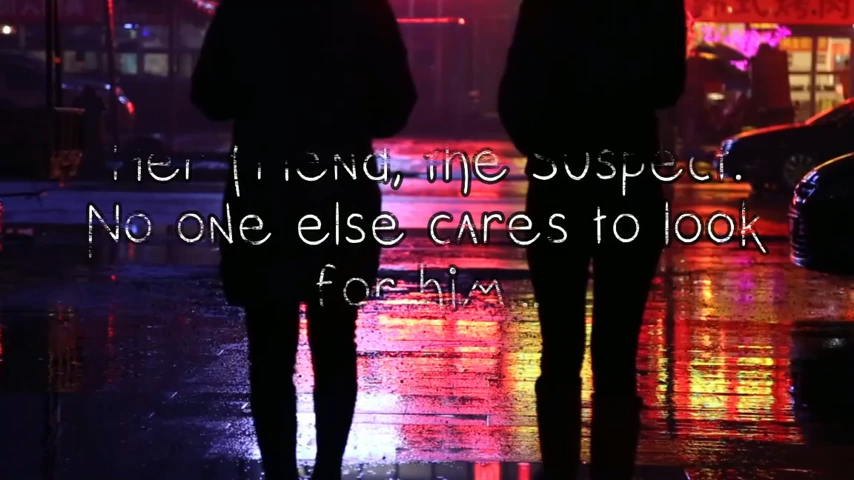 Her friend, the suspect.
No one else cares to look
for him...